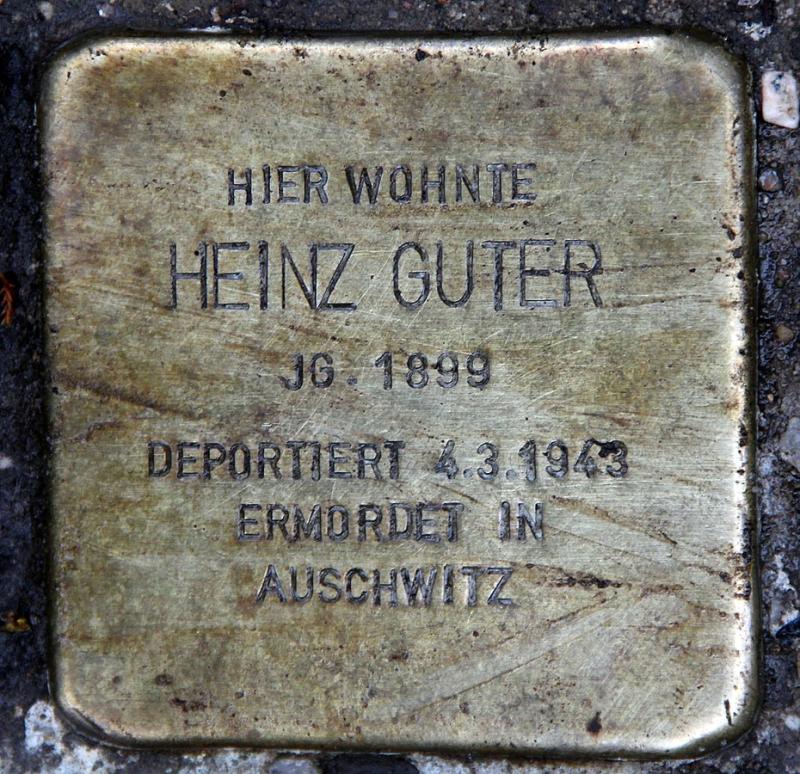 HIER WOHNTE
HEINZ GUTER
JG. 1899
DEPORTIERT 4.3.1943
ERMORDET IN
AUSCHWITZ